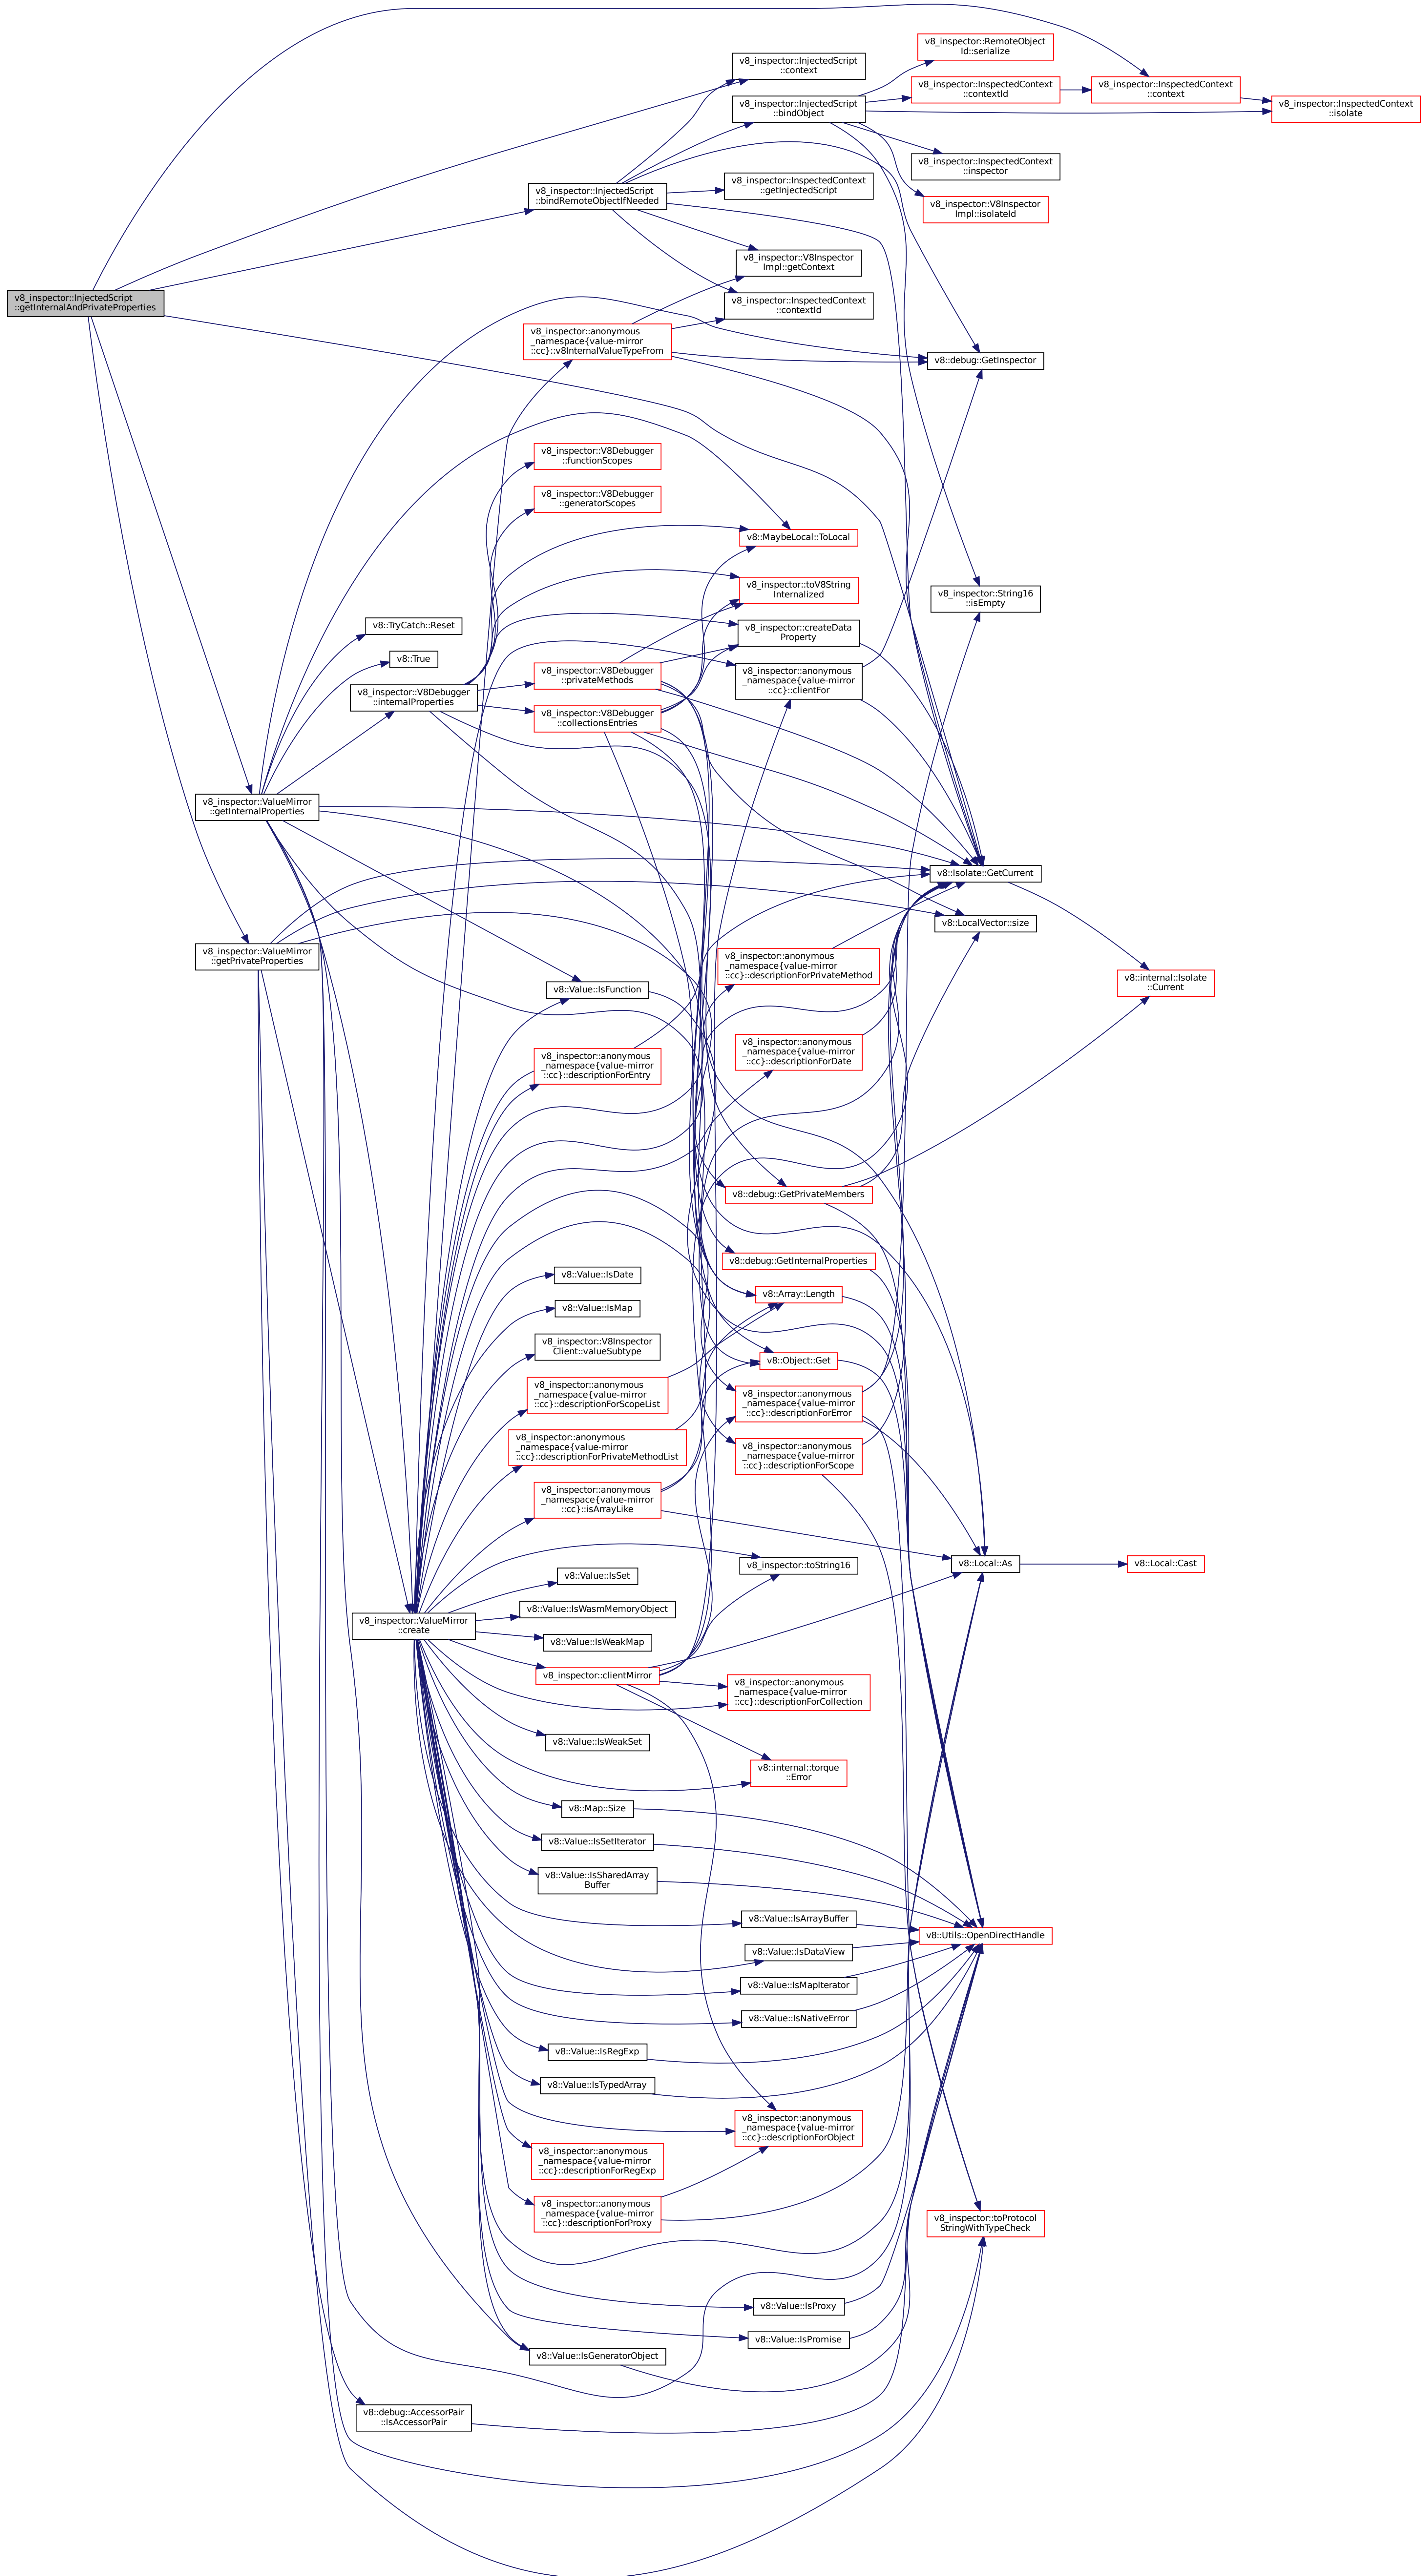 v8_inspector::InjectedScript
::getInternalAndPrivateProperties
v8_inspector::InjectedScript
::context
v8_inspector::InjectedScript
::bindObject
v8_inspector::RemoteObject
Id::serialize
v8_inspector::InspectedContext
::contextId
v8_inspector::InspectedContext
::context
v8_inspector::InspectedContext
::isolate
v8_inspector::InspectedContext
::inspector
v8_inspector::V8Inspector
Impl::isolateId
v8_inspector::InjectedScript
::bindRemoteObjectIfNeeded
v8_inspector::InspectedContext
::getInjectedScript
v8_inspector::V8Inspector
Impl::getContext
v8_inspector::InspectedContext
::contextId
v8_inspector::anonymous
_namespace{value-mirror
::cc}::v8InternalValueTypeFrom
v8::debug::GetInspector
v8_inspector::V8Debugger
::functionScopes
v8_inspector::V8Debugger
::generatorScopes
v8::MaybeLocal::ToLocal
v8_inspector::toV8String
Internalized
v8_inspector::String16
::isEmpty
v8::TryCatch::Reset
v8::True
v8_inspector::createData
Property
v8_inspector::V8Debugger
::internalProperties
v8_inspector::V8Debugger
::privateMethods
v8_inspector::anonymous
_namespace{value-mirror
::cc}::clientFor
v8_inspector::V8Debugger
::collectionsEntries
v8_inspector::ValueMirror
::getInternalProperties
v8::Isolate::GetCurrent
v8::LocalVector::size
v8_inspector::ValueMirror
::getPrivateProperties
v8::Value::IsFunction
v8_inspector::anonymous
_namespace{value-mirror
::cc}::descriptionForPrivateMethod
v8::internal::Isolate
::Current
v8_inspector::anonymous
_namespace{value-mirror
::cc}::descriptionForEntry
v8_inspector::anonymous
_namespace{value-mirror
::cc}::descriptionForDate
v8::debug::GetPrivateMembers
v8::debug::GetInternalProperties
v8::Value::IsDate
v8::Array::Length
v8::Value::IsMap
v8_inspector::V8Inspector
Client::valueSubtype
v8::Object::Get
v8_inspector::anonymous
_namespace{value-mirror
::cc}::descriptionForScopeList
v8_inspector::anonymous
_namespace{value-mirror
::cc}::descriptionForError
v8_inspector::anonymous
_namespace{value-mirror
::cc}::descriptionForPrivateMethodList
v8_inspector::anonymous
_namespace{value-mirror
::cc}::descriptionForScope
v8_inspector::anonymous
_namespace{value-mirror
::cc}::isArrayLike
v8_inspector::toString16
v8::Local::As
v8::Local::Cast
v8::Value::IsSet
v8::Value::IsWasmMemoryObject
v8_inspector::ValueMirror
::create
v8::Value::IsWeakMap
v8_inspector::clientMirror
v8_inspector::anonymous
_namespace{value-mirror
::cc}::descriptionForCollection
v8::Value::IsWeakSet
v8::internal::torque
::Error
v8::Map::Size
v8::Value::IsSetIterator
v8::Value::IsSharedArray
Buffer
v8::Value::IsArrayBuffer
v8::Utils::OpenDirectHandle
v8::Value::IsDataView
v8::Value::IsMapIterator
v8::Value::IsNativeError
v8::Value::IsRegExp
v8::Value::IsTypedArray
v8_inspector::anonymous
_namespace{value-mirror
::cc}::descriptionForObject
v8_inspector::anonymous
_namespace{value-mirror
::cc}::descriptionForRegExp
v8_inspector::anonymous
_namespace{value-mirror
::cc}::descriptionForProxy
v8_inspector::toProtocol
StringWithTypeCheck
v8::Value::IsProxy
v8::Value::IsPromise
v8::Value::IsGeneratorObject
v8::debug::AccessorPair
::IsAccessorPair